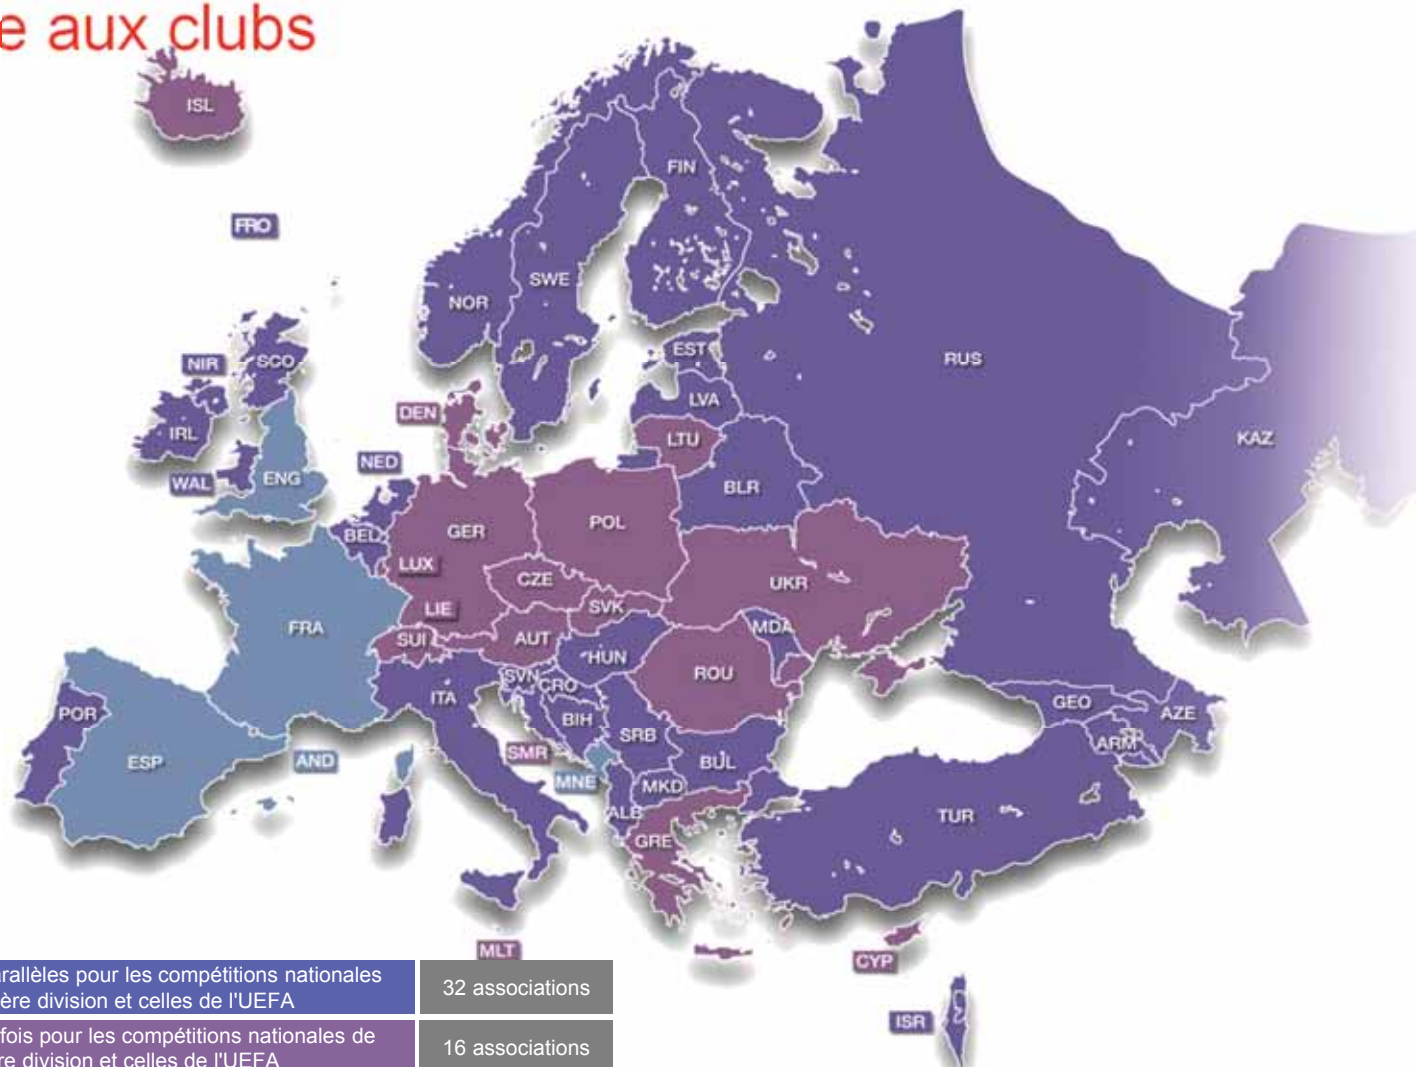 e aux clubs
ISL
FRO
FIN
SWE
NOR
RUS
NIR
SCO
EST
LVA
DEN
LTU
KAZ
IRL
NED
WAL
ENG
BLR
BEL
GER
POL
LUX
CZE
UKR
LIE
SVK
FRA
SUI
AUT
MDA
HUN
ROU
SVN
CRO
ITA
POR
GEO
AZE
BIH
SRB
ARM
SMR
ESP
AND
BUL
MNE
MKD
ALB
TUR
GRE
MLT
CYP
ISR
arallèles pour les compétitions nationales
ère division et celles de l'UEFA
32 associations
fois pour les compétitions nationales de
re division et celles de l'UEFA
16 associations